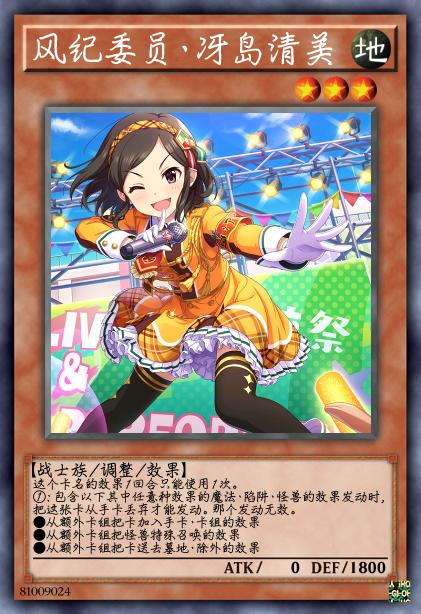 风纪委员·冴岛清美
地
LIV
&
祭
【战士族/调整/效果】
这个卡名的效果1回合只能使用1次。
①:包含以下其中任意种效果的魔法·陷阱·怪兽的效果发动时,
把这张卡从手卡丢弃才能发动。那个发动无效。
●从额外卡组把卡加入手卡·卡组的效果
●从额外卡组把怪兽特殊召唤的效果
●从额外卡组把卡送去墓地·除外的效果
ATK/ 0 DEF/1800
81009024